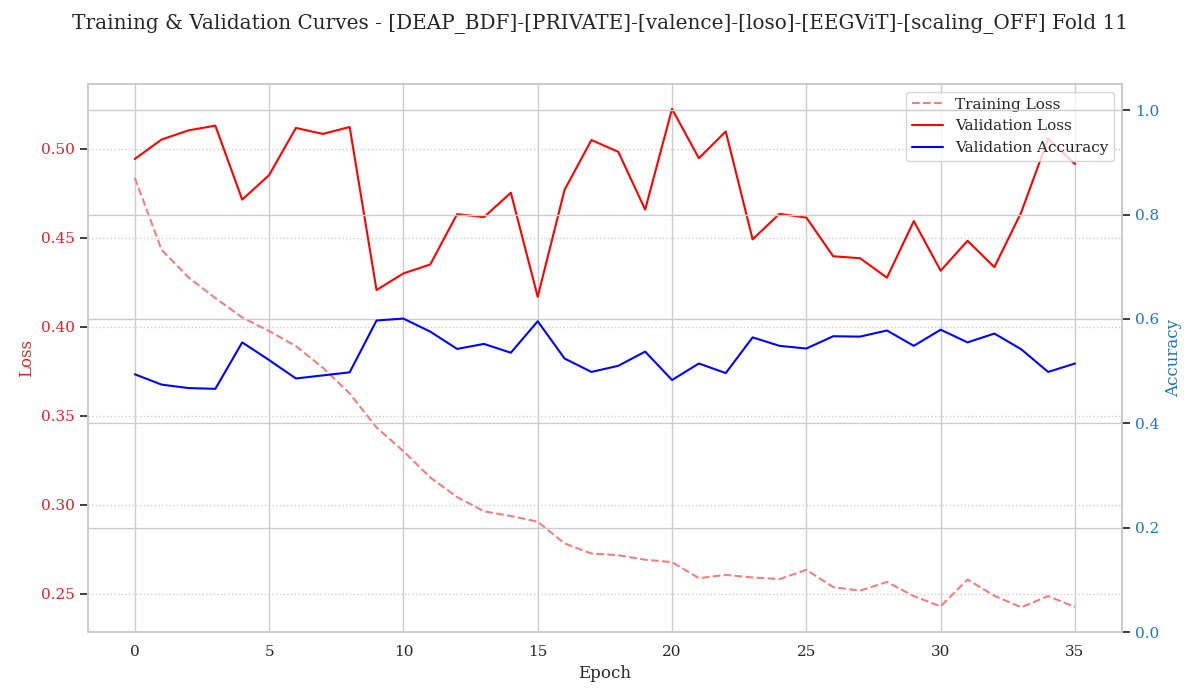 Training & Validation Curves - [DEAP_BDF]-[PRIVATE]-[valence]-[loso]-[EEGViT]-[scaling_OFF] Fold 11
Training Loss
Validation Loss
Validation Accuracy
0.50
0.45
0.40
0.35
0.30
0.25
Loss
1.0
0.8
0.6
0.4
0.2
0.0
Accuracy
0 5 10 15 20 25 30 35
Epoch